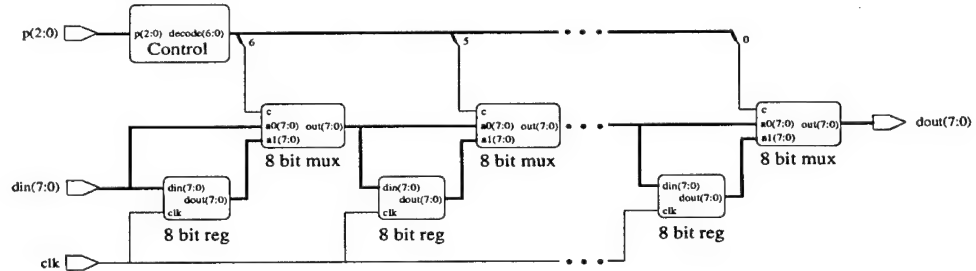 p(2:0)
p(2:0) decode(6:0)
Control
6
5
0
c
a0(7:0) out(7:0)
a1(7:0)
8 bit mux
c
a0(7:0) out(7:0)
a1(7:0)
8 bit mux
c
a0(7:0) out(7:0)
a1(7:0)
8 bit mux
dout(7:0)
din(7:0)
din(7:0)
dout(7:0)
clk
8 bit reg
din(7:0)
dout(7:0)
clk
8 bit reg
din(7:0)
dout(7:0)
clk
8 bit reg
clk